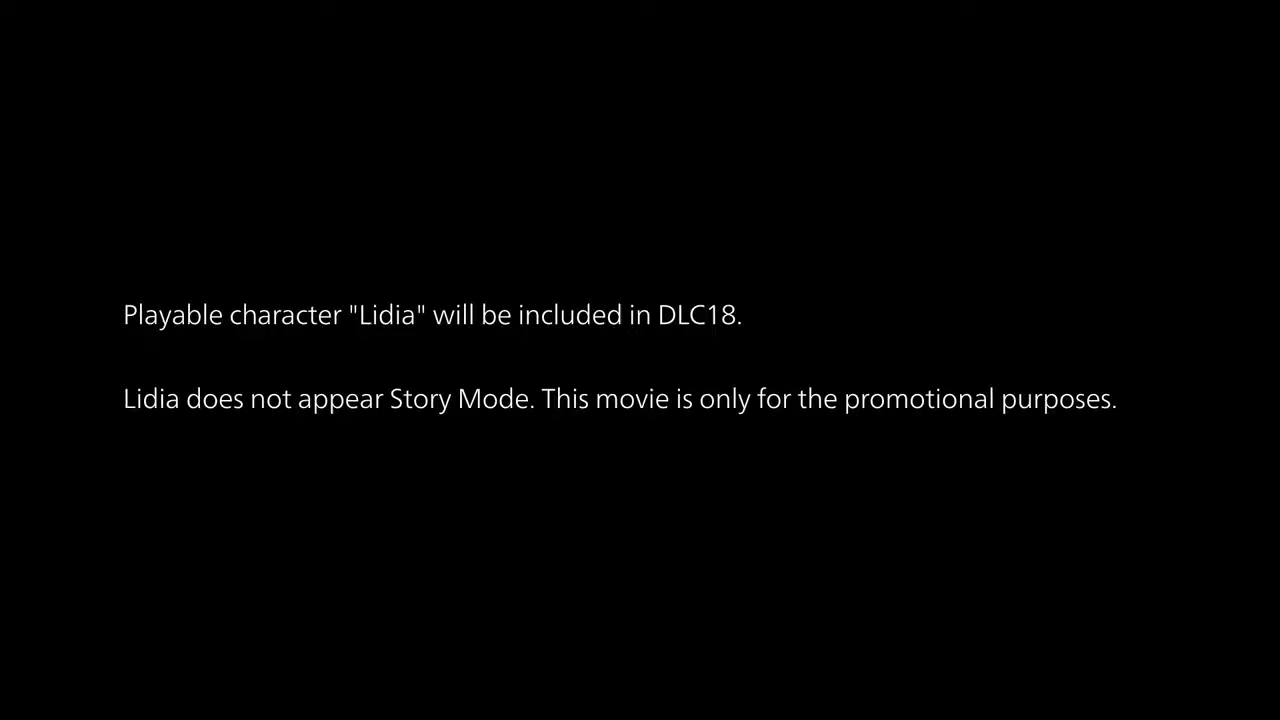 Playable character "Lidia" will be included in DLC18.
Lidia does not appear Story Mode. This movie is only for the promotional purposes.